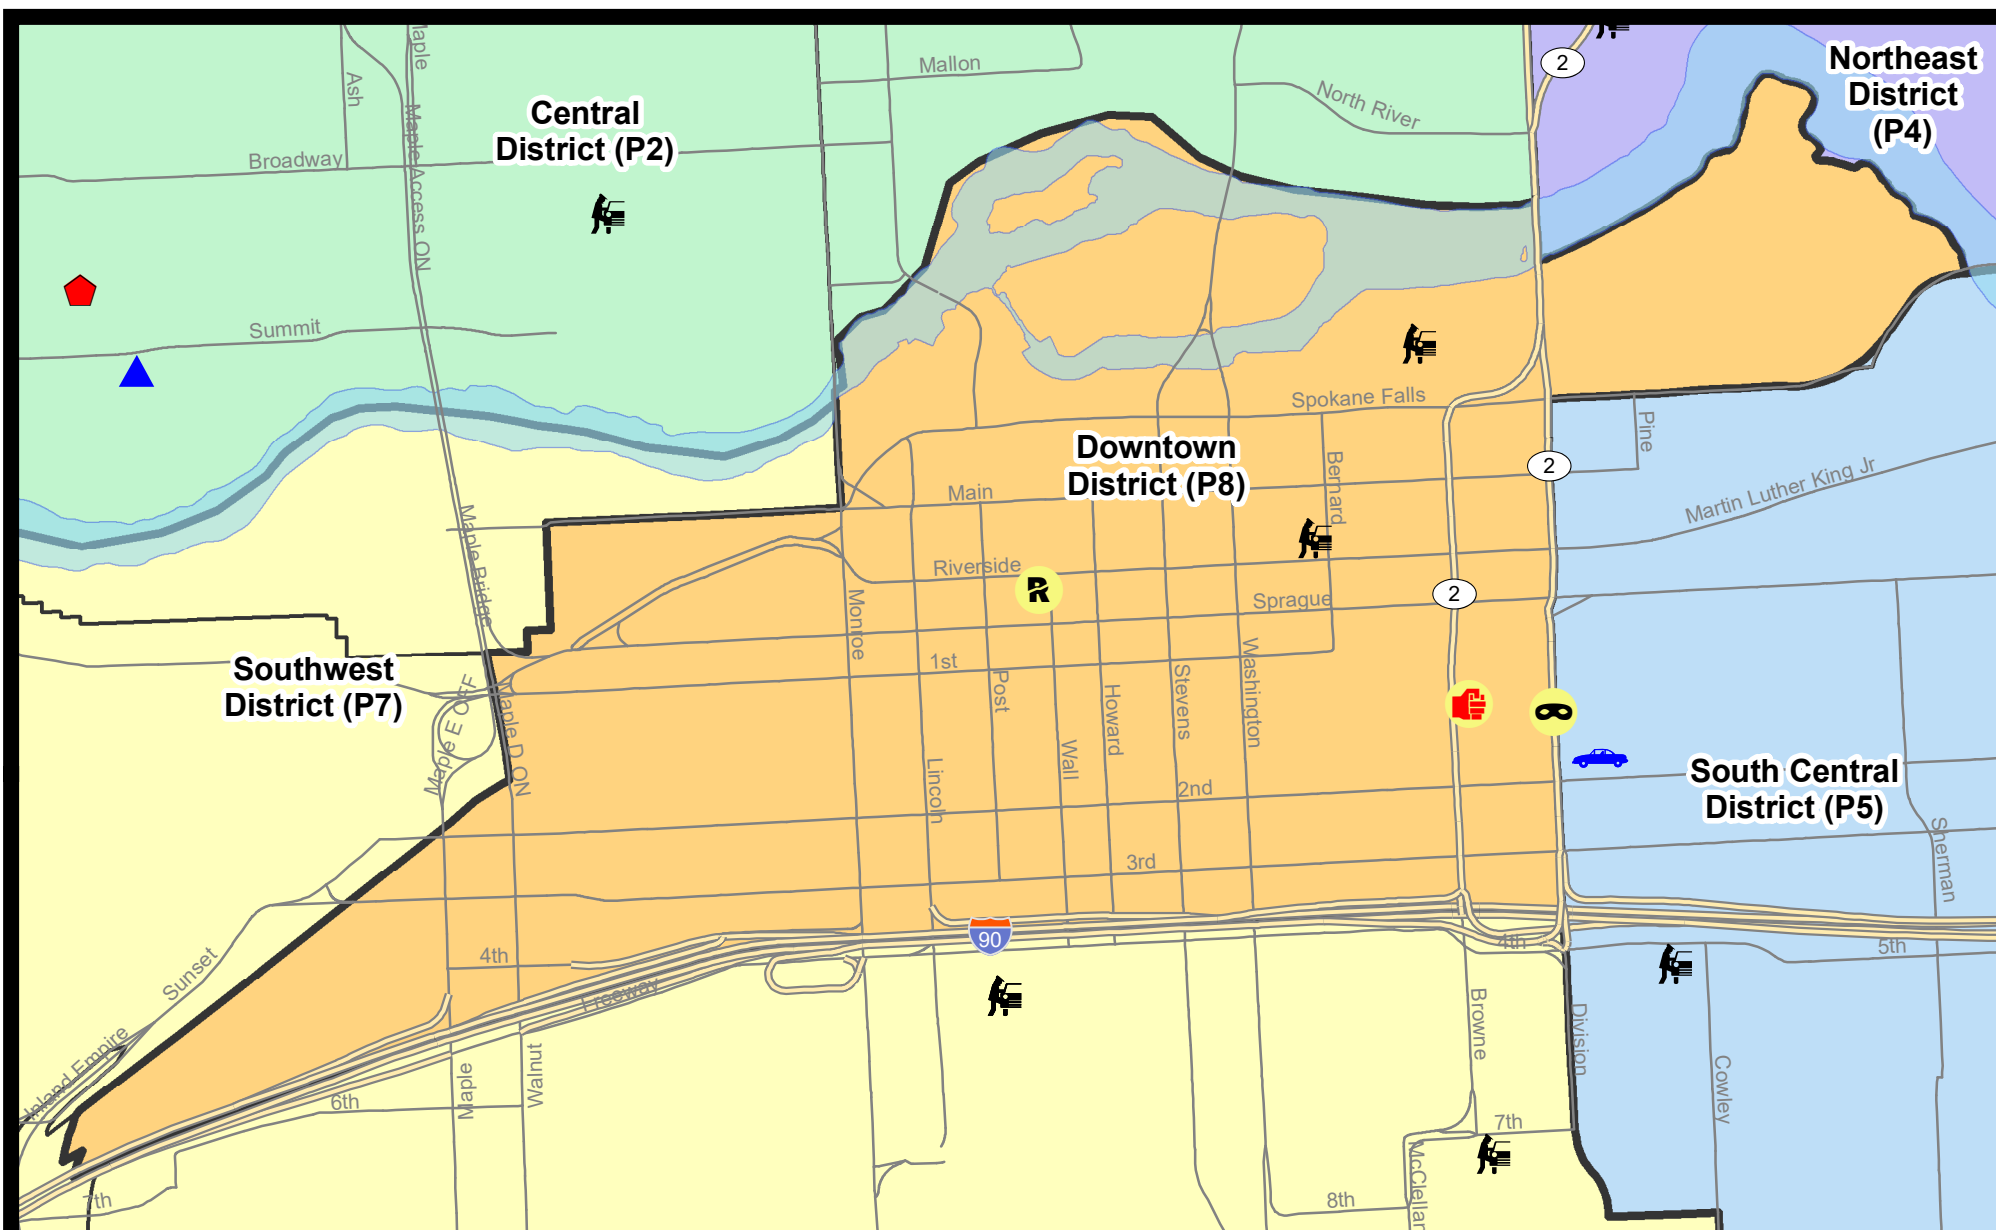 Maple
Ash
Mallon
2
Northeast
District
(P4)
North River
Central
District (P2)
Maple Access ON
Broadway
Summit
Spokane Falls
Pine
Downtown
District (P8)
Bernard
2
Main
Martin Luther King Jr
Maple Bridge
Riverside
R
Monroe
Sprague
2
Southwest
District (P7)
1st
Post
Howard
Stevens
Washington
Maple E OFF
Maple D ON
Wall
Lincoln
2nd
South Central
District (P5)
Sherman
3rd
90
4th
4th
5th
Sunset
Freeway
Browne
Division
Inland Empire
Maple
Walnut
Cowley
6th
7th
McClellan
7th
8th